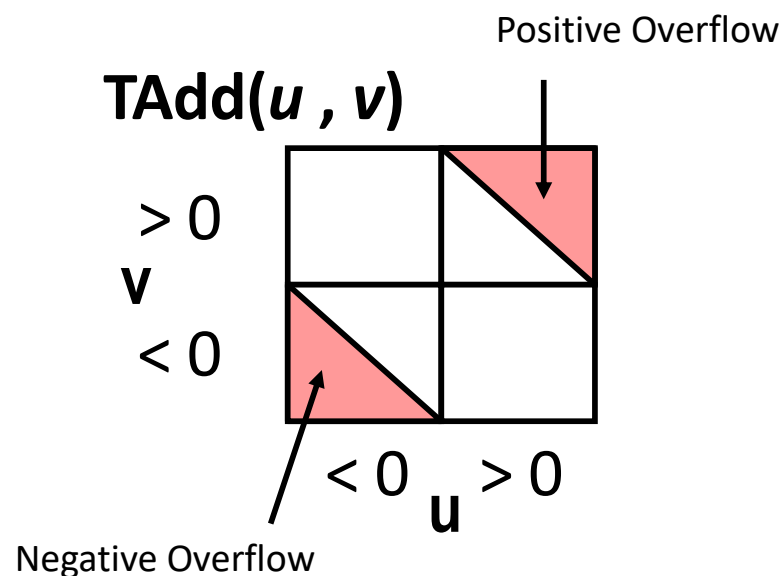 Positive Overflow
TAdd(u , v)
> 0
v
< 0
< 0 u > 0
Negative Overflow